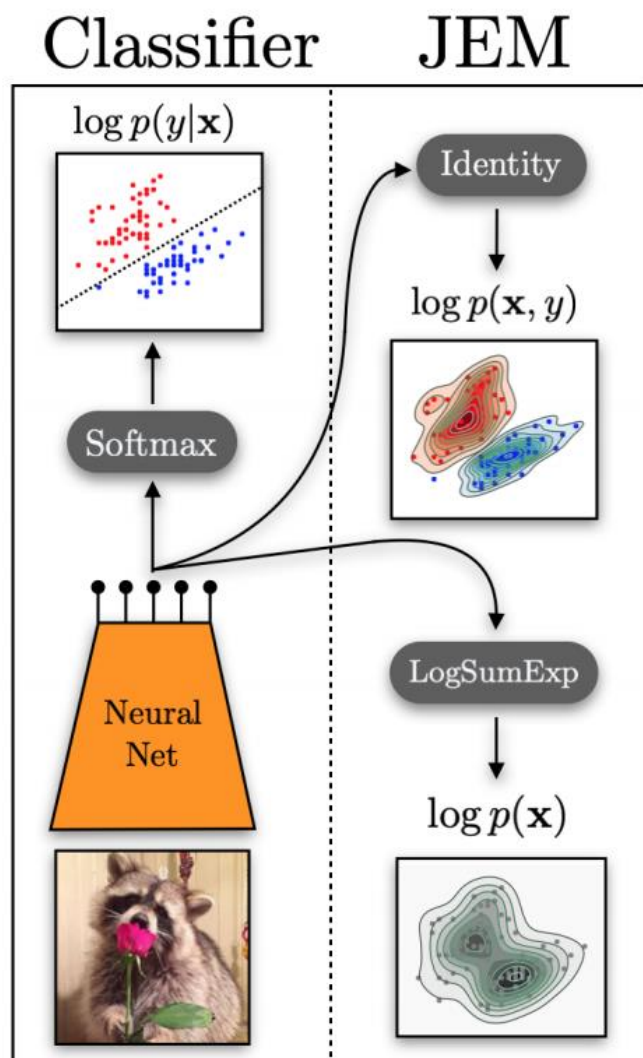 Classifier
JEM
log p(y|x)
Softmax
Neural
Net
Identity
log p(x, y)
LogSumExp
log p(x)